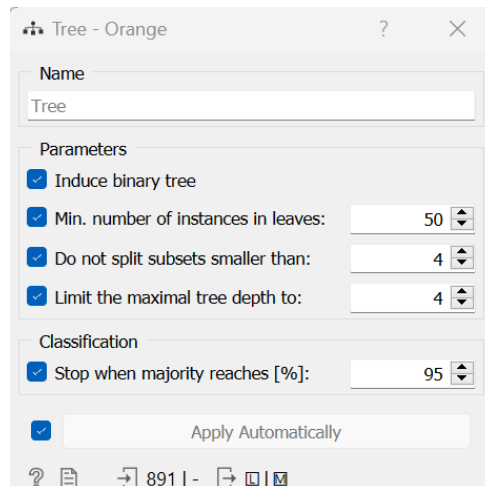 Tree - Orange ?
Name
Tree
Parameters
Induce binary tree
Min. number of instances in leaves: 50
Do not split subsets smaller than: 4
Limit the maximal tree depth to: 4
Classification
Stop when majority reaches [%]: 95
Apply Automatically
? 891 | - L | M